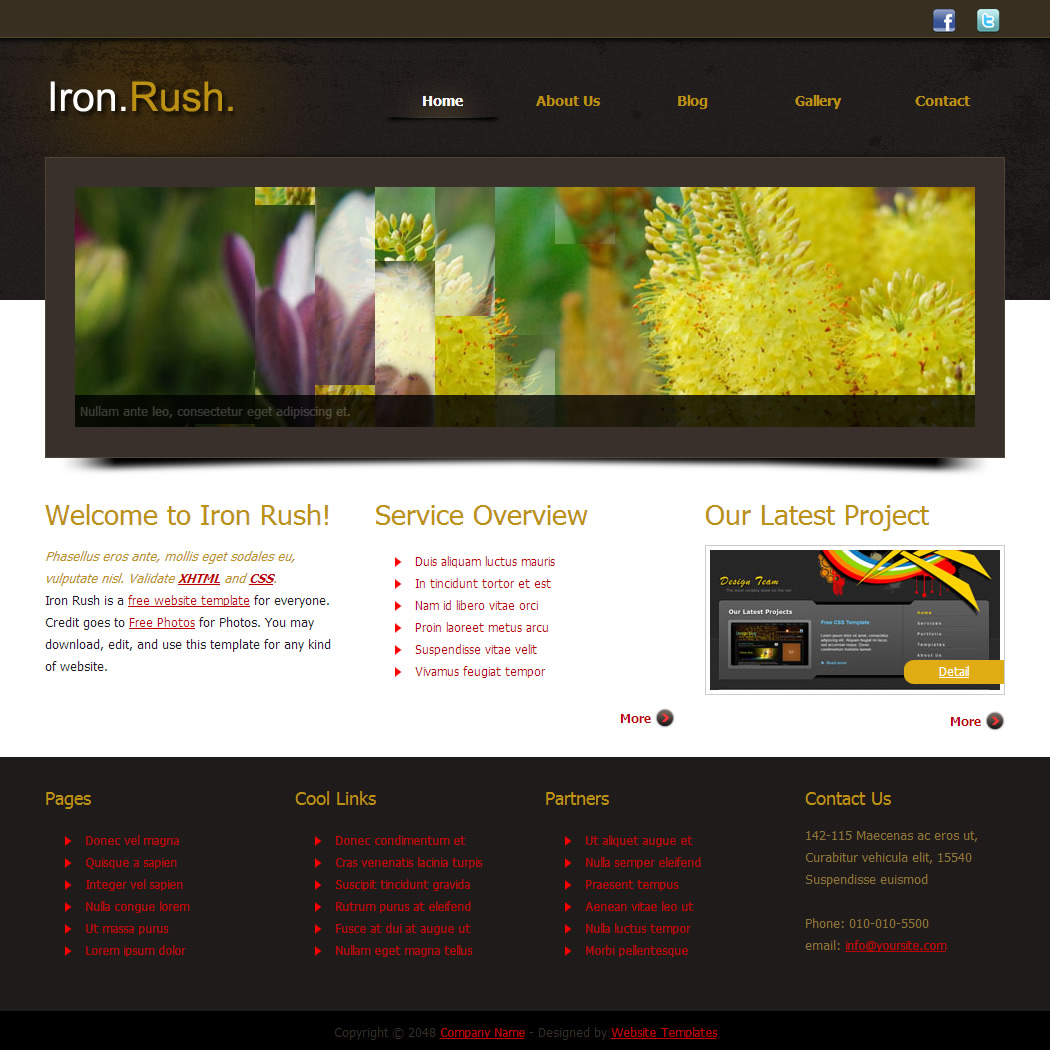 Iron.Rush.
Home
About Us
Blog
Gallery
Contact
Nullam ante leo, consectetur eget adipiscing et.
Welcome to Iron Rush!
Phasellus eros ante, mollis eget sodales eu,
vulputate nisl. Validate XHTML and CSS.
Iron Rush is a free website template for everyone.
Credit goes to Free Photos for Photos. You may
download, edit, and use this template for any kind
of website.
Service Overview
Duis aliquam luctus mauris
In tincidunt tortor et est
Nam id libero vitae orci
Proin laoreet metus arcu
Suspendisse vitae velit
Vivamus feugiat tempor
More
Our Latest Project
Design Team
Our Latest Projects
Free CSS Template
Read more
Home
Services
Portfolio
Templates
About Us
Detail
More
Pages
Donec vel magna
Quisque a sapien
Integer vel sapien
Nulla congue lorem
Ut massa purus
Lorem ipsum dolor
Cool Links
Donec condimentum et
Cras venenatis lacinia turpis
Suscipit tincidunt gravida
Rutrum purus at eleifend
Fusce at dui at augue ut
Nullam eget magna tellus
Partners
Ut aliquet augue et
Nulla semper eleifend
Praesent tempus
Aenean vitae leo ut
Nulla luctus tempor
Morbi pellentesque
Contact Us
142-115 Maecenas ac eros ut,
Curabitur vehicula elit, 15540
Suspendisse euismod
Phone: 010-010-5500
email: info@yoursite.com
Copyright © 2048 Company Name - Designed by Website Templates